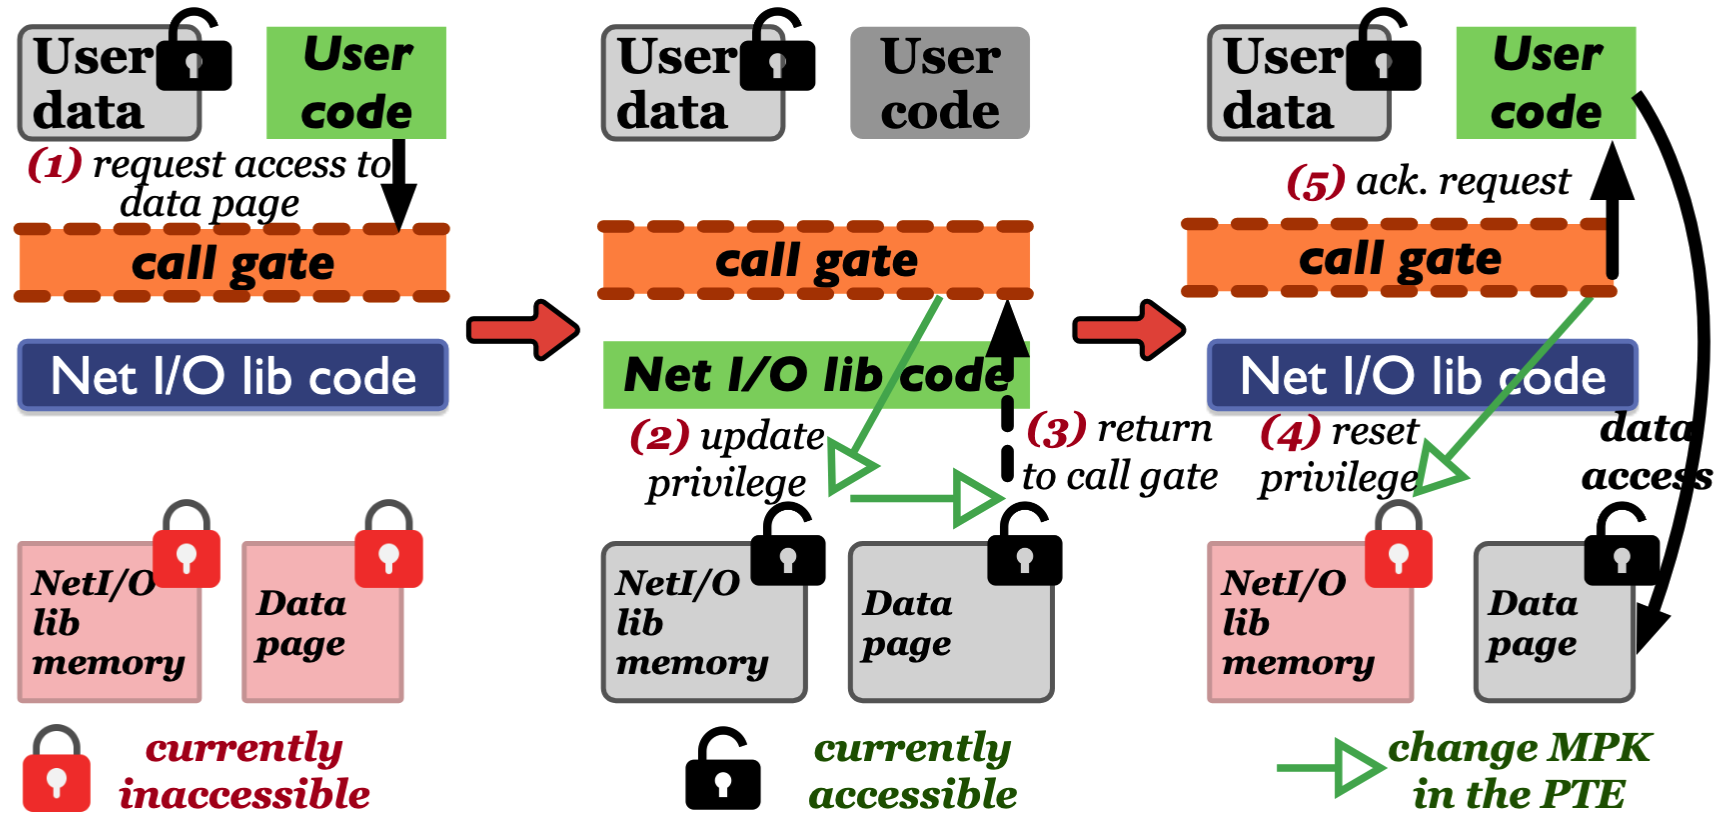 User
data
User
code
(1) request access to
data page
call gate
Net I/O lib code
NetI/O
lib
memory
Data
page
User
data
User
code
call gate
Net I/O lib code
(2) update
privilege
(3) return
to call gate
NetI/O
lib
memory
Data
page
User
data
User
code
(5) ack. request
call gate
Net I/O lib code
(4) reset
privilege
data
access
NetI/O
lib
memory
Data
page
currently
inaccessible
currently
accessible
change MPK
in the PTE